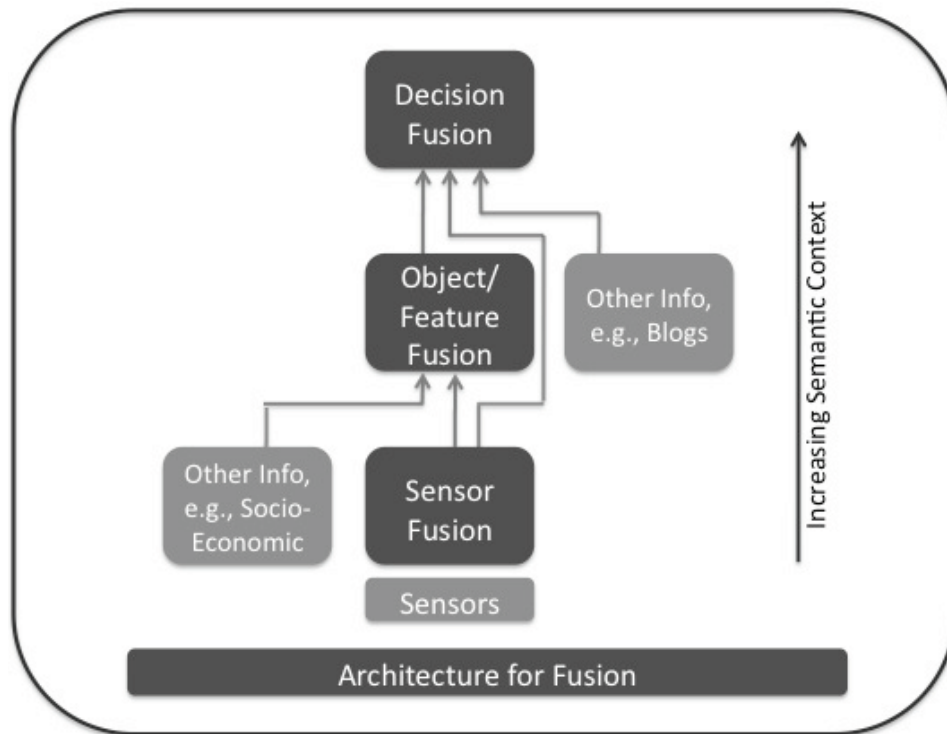 Decision
Fusion
Object/
Feature
Fusion
Other Info,
e.g., Blogs
Increasing Semantic Context
Other Info,
e.g., Socio-
Economic
Sensor
Fusion
Sensors
Architecture for Fusion